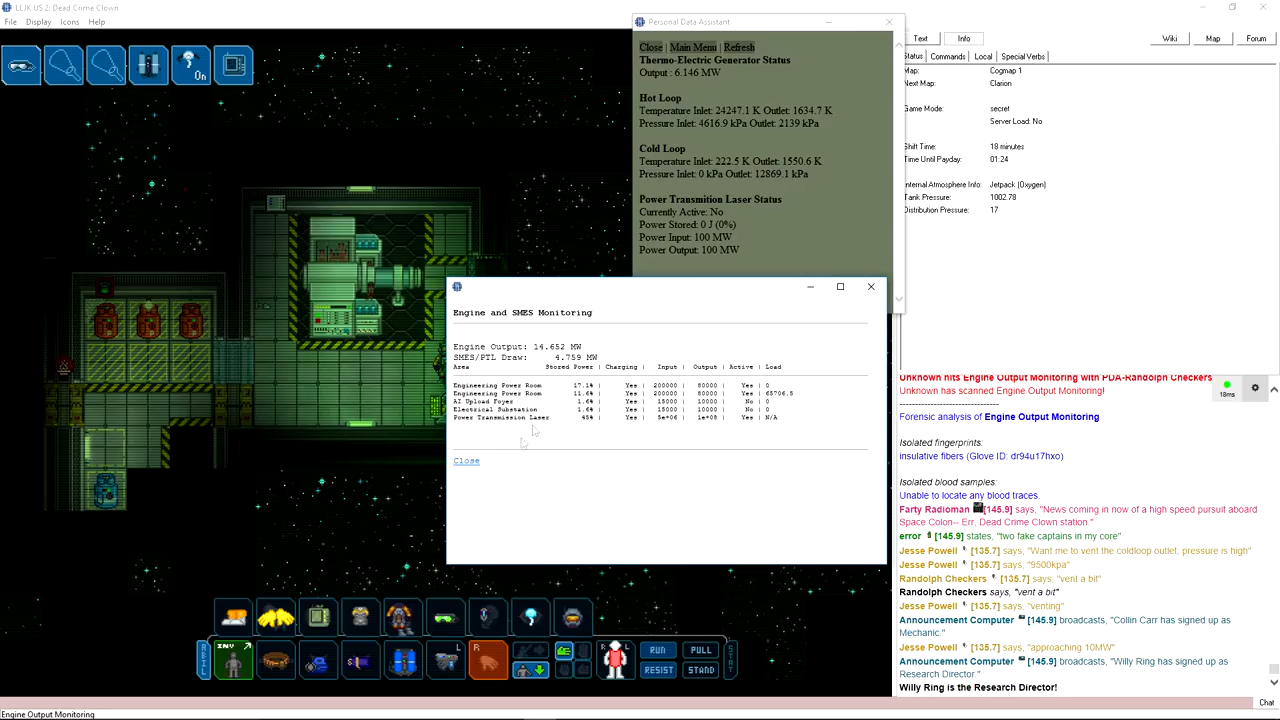 LLJK US 2: Dead Crime Clown
File Display Icons Help
On
Personal Data Assistant
Close | Main Menu | Refresh
Thermo-Electric Generator Status
Output : 6.146 MW
Hot Loop
Temperature Inlet: 24247.1 K Outlet: 1634.7 K
Pressure Inlet: 4616.9 kPa Outlet: 2139 kPa
Cold Loop
Temperature Inlet: 222.5 K Outlet: 1550.6 K
Pressure Inlet: 0 kPa Outlet: 12869.1 kPa
Power Transmition Laser Status
Currently Active: No
Power Stored: 0 J (0%)
Power Input: 100 MW
Power Output: 100 MW
Engine and SMES Monitoring
Engine Output: 14.652 MW
SMES/PTL Draw: 4.759 MW
Area Stored Power | Charging | Input | Output | Active | Load
Engineering Power Room 17.1% | Yes | 200000 | 80000 | Yes | 0
Engineering Power Room 11.6% | Yes | 200000 | 80000 | Yes | 65706.5
AI Upload Foyer 1.6% | Yes | 15000 | 10000 | No | 0
Electrical Substation 1.6% | Yes | 15000 | 10000 | No | 0
Power Transmission Laser 45% | Yes | 5e+06 | 1e+08 | Yes | N/A
Close
Text Info Wiki Map Forum
Status Commands Local Special Verbs
Map: Cogmap 1
Next Map: Clarion
Game Mode: secret
Server Load: No
Shift Time: 18 minutes
Time Until Payday: 01:24
Internal Atmosphere Info: Jetpack (Oxygen)
Tank Pressure: 1002.78
Distribution Pressure: 17
Unknown hits Engine Output Monitoring with PDA-Randolph Checkers
Unknown has scanned Engine Output Monitoring!
18ms
Forensic analysis of Engine Output Monitoring
Isolated fingerprints:
insulative fibers (Glove ID: dr94u17hxo)
Isolated blood samples:
Unable to locate any blood traces.
Farty Radioman [145.9] says, "News coming in now of a high speed pursuit aboard
Space Colon-- Err, Dead Crime Clown station."
error [145.9] states, "two fake captains in my core"
Jesse Powell [135.7] says, "Want me to vent the coldloop outlet, pressure is high"
Jesse Powell [135.7] says, "9500kpa"
Randolph Checkers [135.7] says, "vent a bit"
Randolph Checkers says, "vent a bit"
Jesse Powell [135.7] says, "venting"
Announcement Computer [145.9] broadcasts, "Collin Carr has signed up as
Mechanic."
Jesse Powell [135.7] says, "approaching 10MW"
Announcement Computer [145.9] broadcasts, "Willy Ring has signed up as
Research Director."
Willy Ring is the Research Director!
INV
L
R
R L
RUN PULL
RESIST STAND
Chat
Engine Output Monitoring